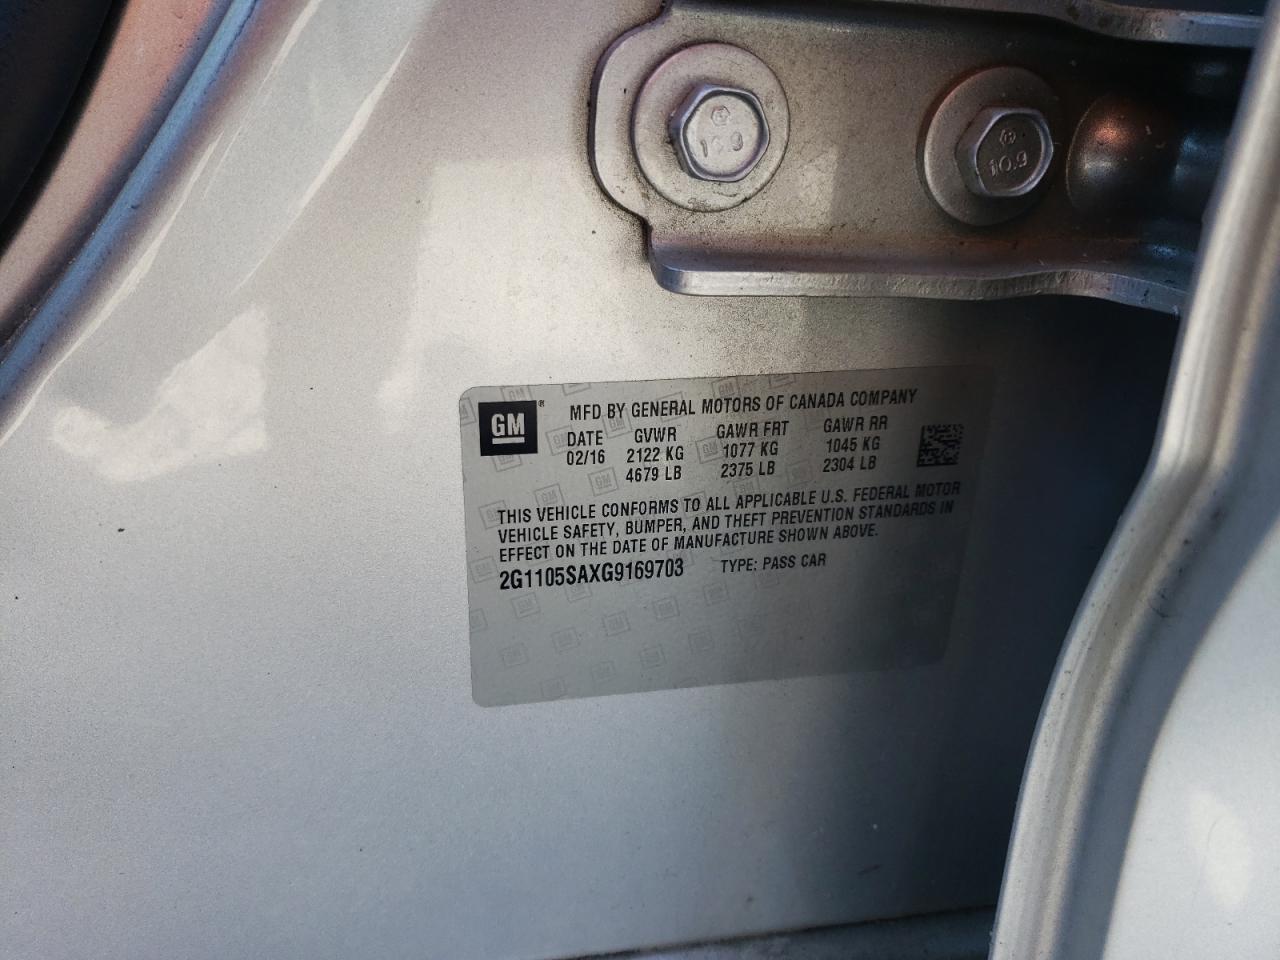 10.9
10.9
GM ®
MFD BY GENERAL MOTORS OF CANADA COMPANY
DATE GVWR GAWR FRT GAWR RR
02/16 2122 KG 1077 KG 1045 KG
4679 LB 2375 LB 2304 LB
THIS VEHICLE CONFORMS TO ALL APPLICABLE U.S. FEDERAL MOTOR
VEHICLE SAFETY, BUMPER, AND THEFT PREVENTION STANDARDS IN
EFFECT ON THE DATE OF MANUFACTURE SHOWN ABOVE.
2G1105SAXG9169703 TYPE: PASS CAR